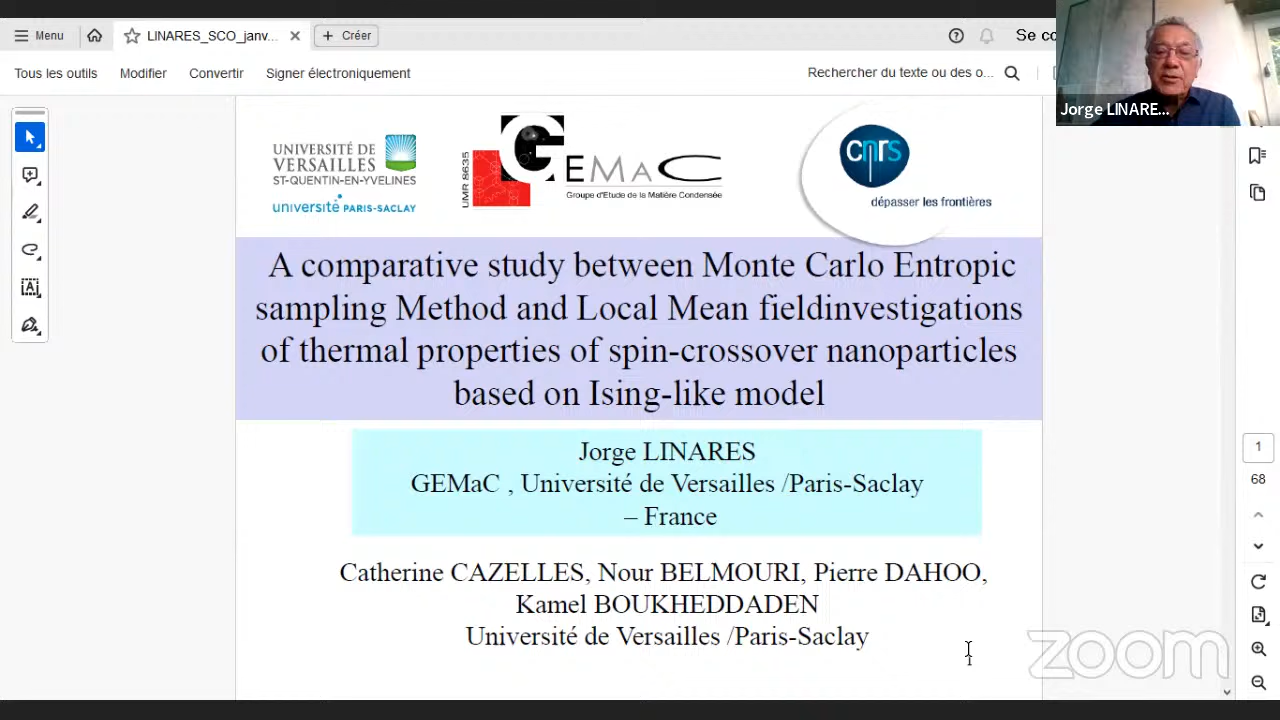 Menu
LINARES_SCO_janv...
Créer
Se co
Tous les outils
Modifier
Convertir
Signer électroniquement
Rechercher du texte ou des o...
Jorge LINARE...
UNIVERSITÉ DE
VERSAILLES
ST-QUENTIN-EN-YVELINES
université PARIS-SACLAY
UMR 8635
GEMaC
Groupe d'Etude de la Matière Condensée
cnrs
dépasser les frontières
A comparative study between Monte Carlo Entropic
sampling Method and Local Mean fieldinvestigations
of thermal properties of spin-crossover nanoparticles
based on Ising-like model
Jorge LINARES
GEMaC , Université de Versailles /Paris-Saclay
– France
Catherine CAZELLES, Nour BELMOURI, Pierre DAHOO,
Kamel BOUKHEDDADEN
Université de Versailles /Paris-Saclay
1
68
zoom